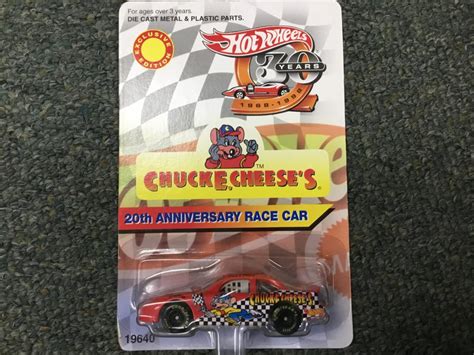 For ages over 3 years.
DIE CAST METAL & PLASTIC PARTS.
EXCLUSIVE
EDITION
Hot Wheels
30
YEARS
1968-1998
TM
CHUCK E. CHEESE'S
20th ANNIVERSARY RACE CAR
CHUCK E. CHEESE'S
19640